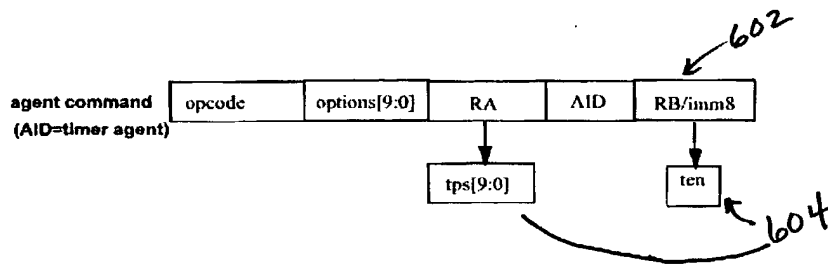 602
agent command
(AID=timer agent)
opcode
options[9:0]
RA
AID
RB/imm8
tps[9:0]
ten
604